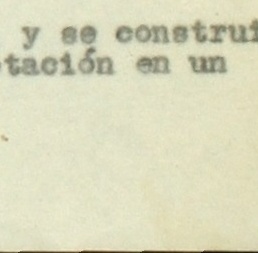 y se construi
tación en un